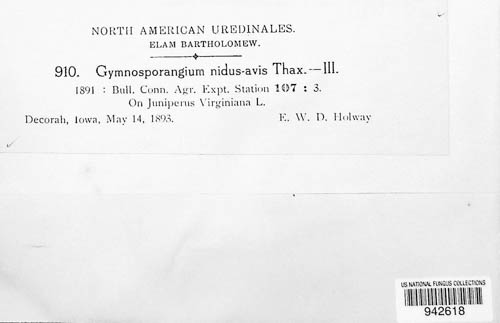 NORTH AMERICAN UREDINALES.
ELAM BARTHOLOMEW.
910. Gymnosporangium nidus-avis Thax.—III.
1891 : Bull. Conn. Agr. Expt. Station 107 : 3.
On Juniperus Virginiana L.
Decorah, Iowa, May 14, 1893. E. W. D. Holway
US NATIONAL FUNGUS COLLECTIONS
942618